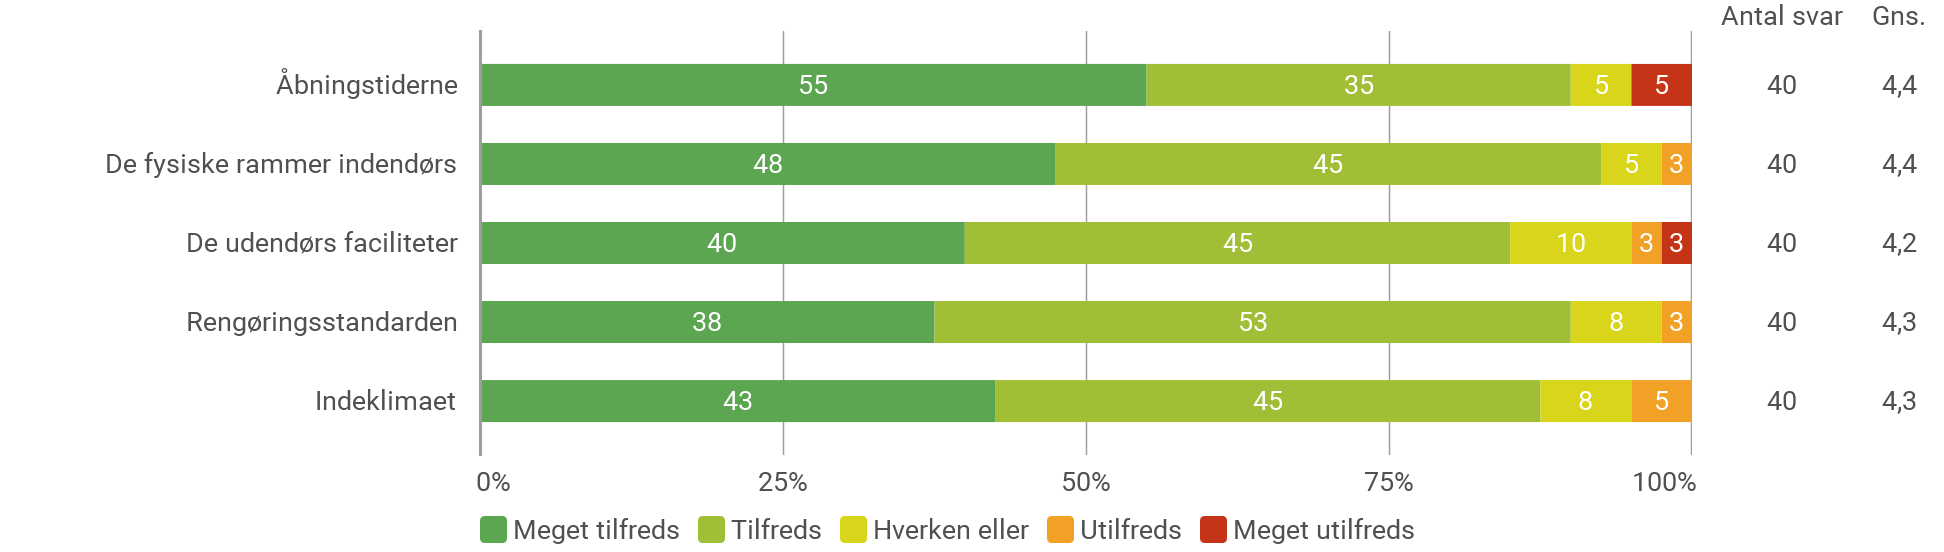 Antal svar Gns.
Åbningstiderne 55 35 5 5 40 4,4
De fysiske rammer indendørs 48 45 5 3 40 4,4
De udendørs faciliteter 40 45 10 3 3 40 4,2
Rengøringsstandarden 38 53 8 3 40 4,3
Indeklimaet 43 45 8 5 40 4,3
0% 25% 50% 75% 100%
Meget tilfreds Tilfreds Hverken eller Utilfreds Meget utilfreds